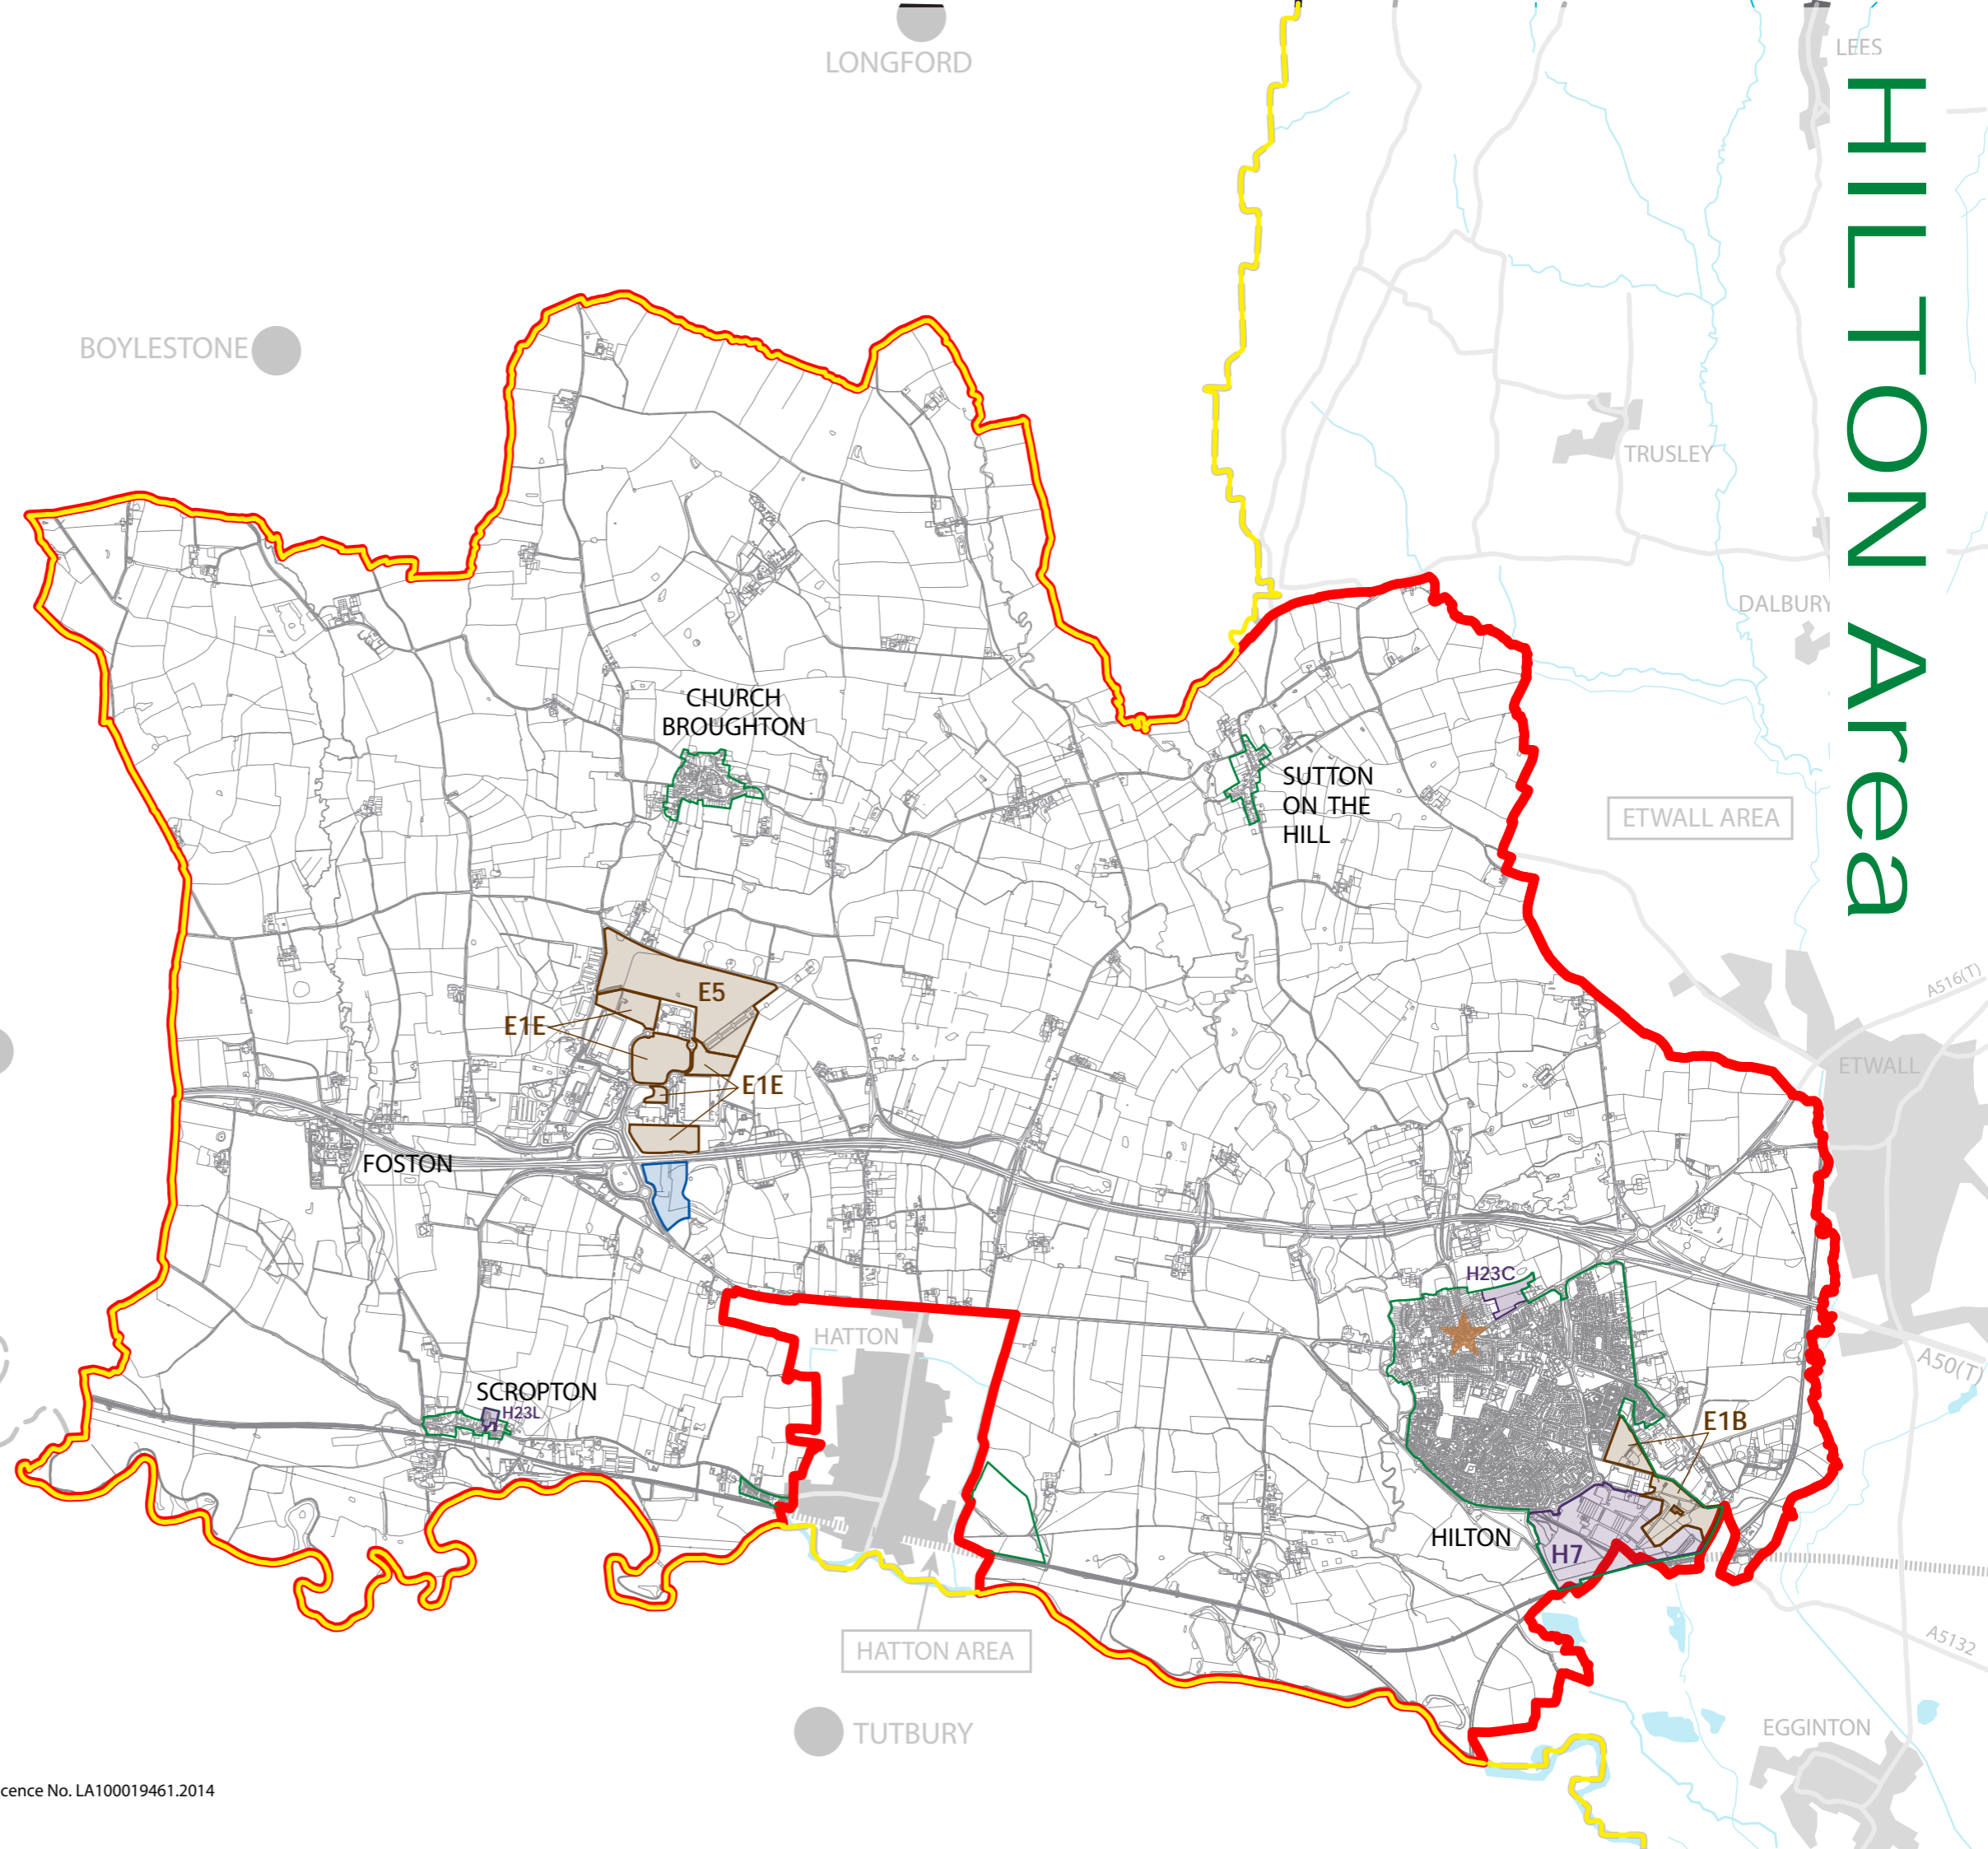 LONGFORD
LEES
HILTON Area
BOYLESTONE
TRUSLEY
DALBURY
CHURCH
BROUGHTON
SUTTON
ON THE
HILL
ETWALL AREA
E5
A516(T)
E1E
ETWALL
E1E
FOSTON
H23C
HATTON
A50(T)
SCROPTON
H23L
E1B
HILTON
H7
HATTON AREA
A5132
TUTBURY
EGGINTON
cence No. LA100019461.2014